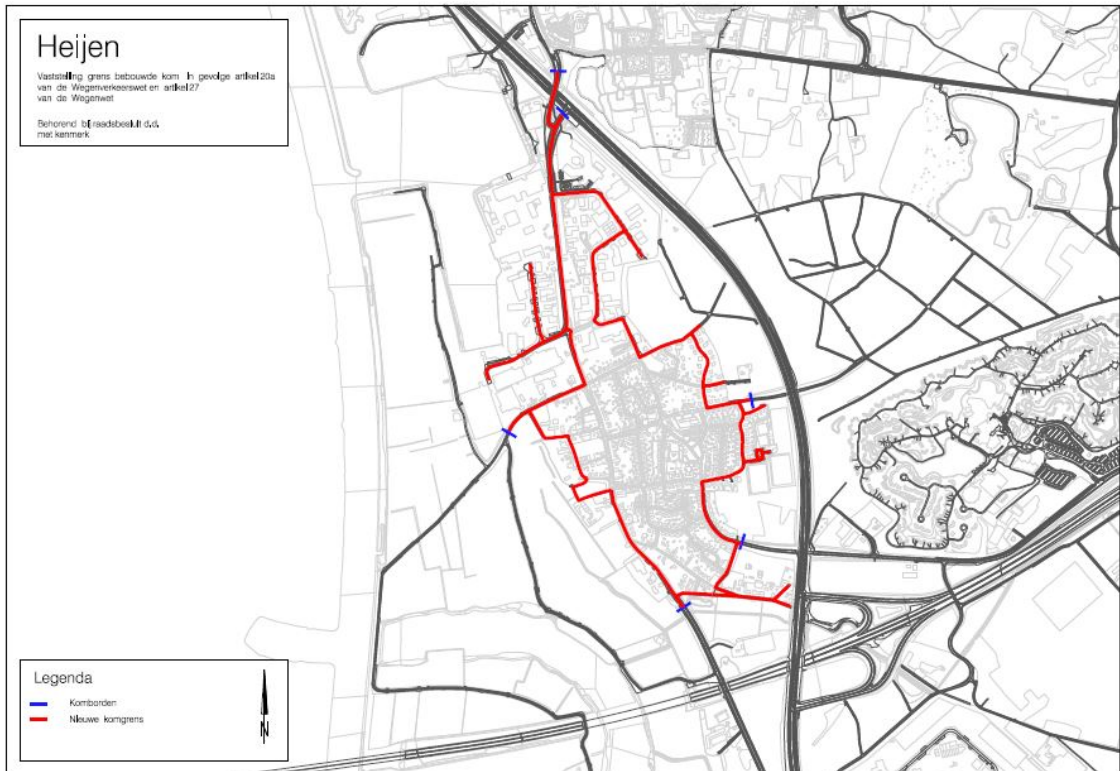 Heijen
Vaststelling grens bebouwde kom in gevolge artikel 20a
van de Wegenverkeerswet en artikel 27
van de Wegenwet
Behorend bij raadsbesluit d.d.
met kenmerk
Legenda
Komborden
Nieuwe komgrens
N